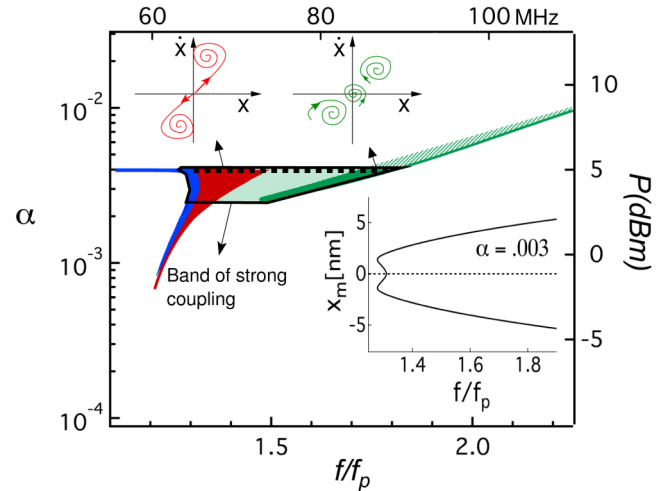 60 80 100 MHz
ẋ ẋ
x x
10⁻² 10
5
α P(dBm)
10⁻³ 0
Band of strong
coupling
-5
10⁻⁴
5
0
-5
xₘ[nm]
α = .003
1.4 1.6 1.8
f/fₚ
1.5 2.0
f/fₚ